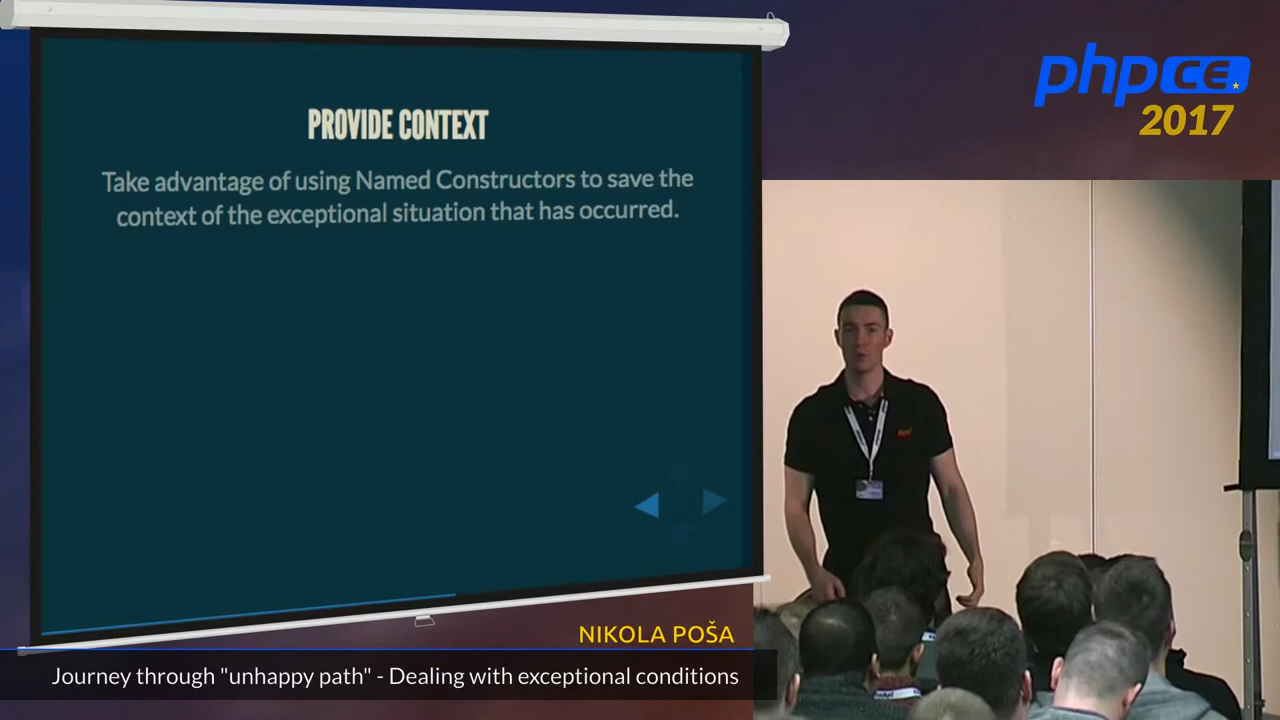 PROVIDE CONTEXT
Take advantage of using Named Constructors to save the
context of the exceptional situation that has occurred.
phpCE
2017
NIKOLA POŠA
Journey through "unhappy path" - Dealing with exceptional conditions